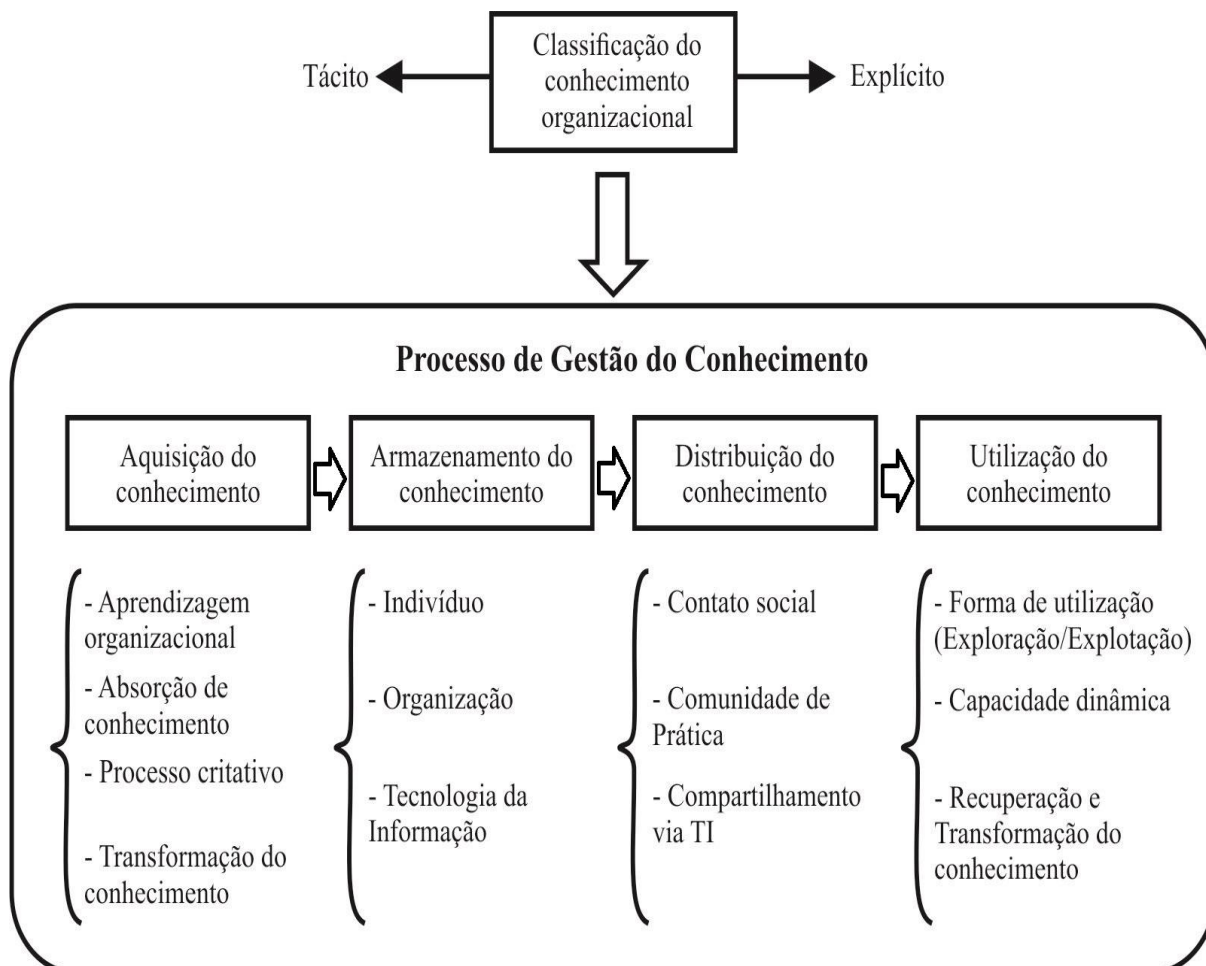 Classificação do
conhecimento
organizacional
Tácito
Explícito
Processo de Gestão do Conhecimento
Aquisição do
conhecimento
Armazenamento do
conhecimento
Distribuição do
conhecimento
Utilização do
conhecimento
- Aprendizagem
organizacional
- Absorção de
conhecimento
- Processo critativo
- Transformação do
conhecimento
- Indivíduo
- Organização
- Tecnologia da
Informação
- Contato social
- Comunidade de
Prática
- Compartilhamento
via TI
- Forma de utilização
(Exploração/Explotação)
- Capacidade dinâmica
- Recuperação e
Transformação do
conhecimento